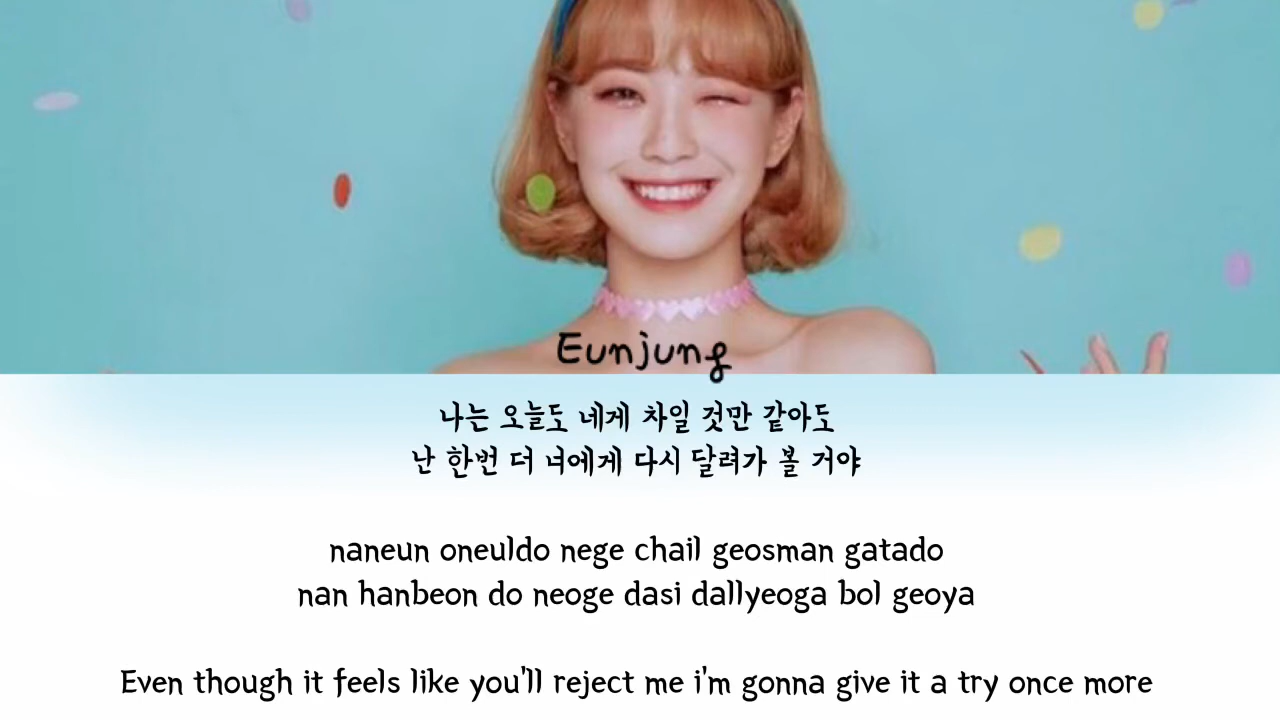 Eunjung
나는 오늘도 네게 차일 것만 같아도
난 한번 더 너에게 다시 달려가 볼 거야
naneun oneuldo nege chail geosman gatado
nan hanbeon do neoge dasi dallyeoga bol geoya
Even though it feels like you'll reject me i'm gonna give it a try once more